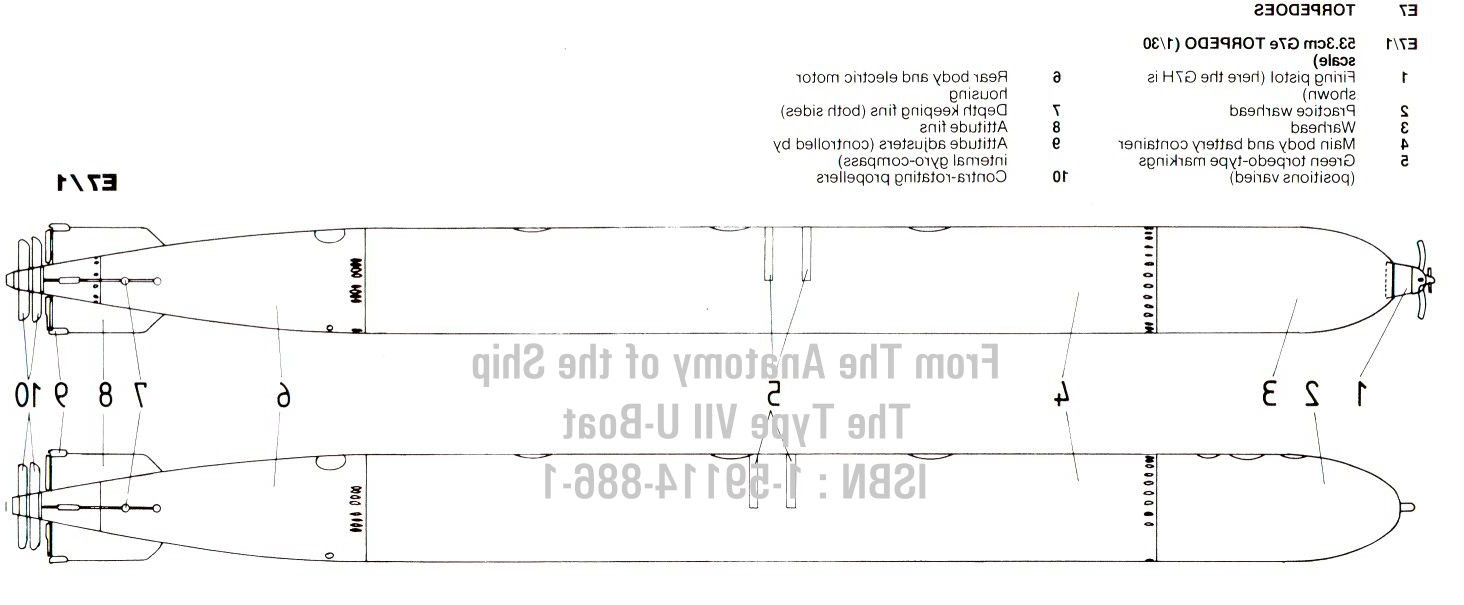 E7 TORPEDOES
E7/1 53.3cm G7e TORPEDO (1/30
scale)
1 Firing pistol (here the G7H is
shown)
2 Practice warhead
3 Warhead
4 Main body and battery container
5 Green torpedo-type markings
(positions varied)
6 Rear body and electric motor
housing
7 Depth keeping fins (both sides)
8 Attitude fins
9 Attitude adjusters (controlled by
internal gyro-compass)
10 Contra-rotating propellers
E7/1
From The Anatomy of the Ship
1 2 3 4 5 6 7 8 9 10
The Type VII U-Boat
ISBN : 1-59114-886-1